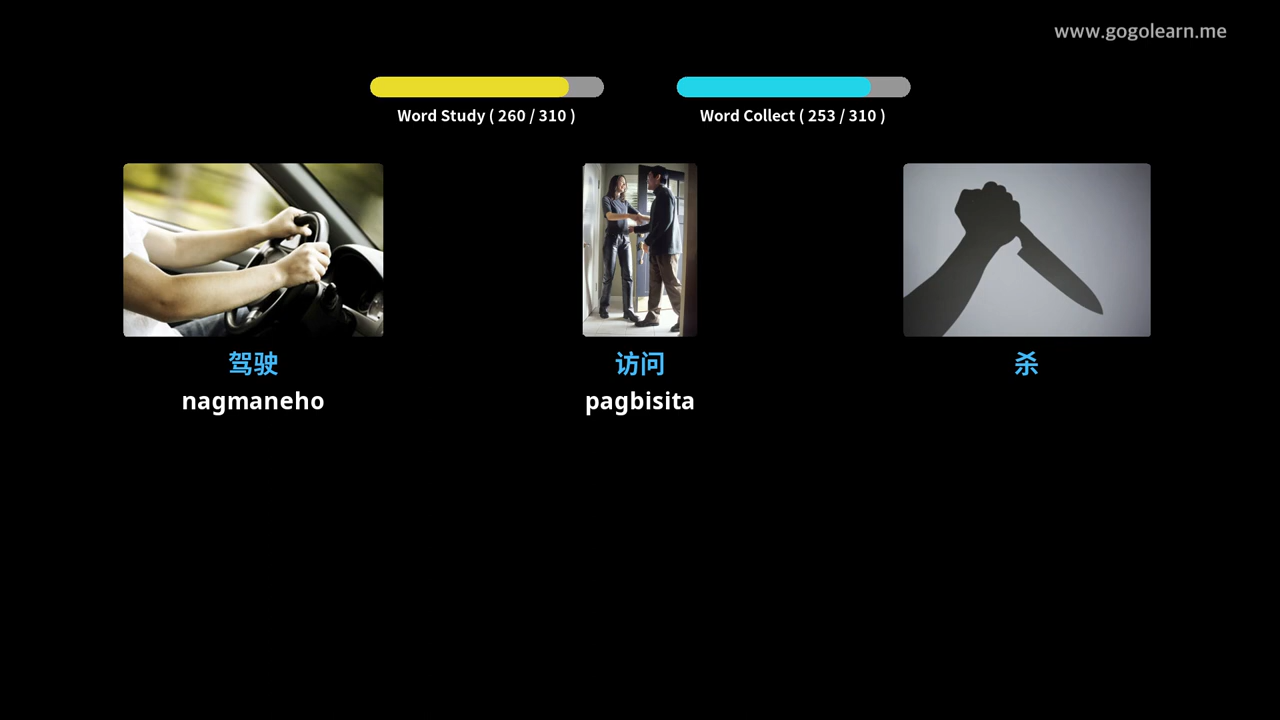 www.gogolearn.me
Word Study ( 260 / 310 )
Word Collect ( 253 / 310 )
驾驶
访问
杀
nagmaneho
pagbisita